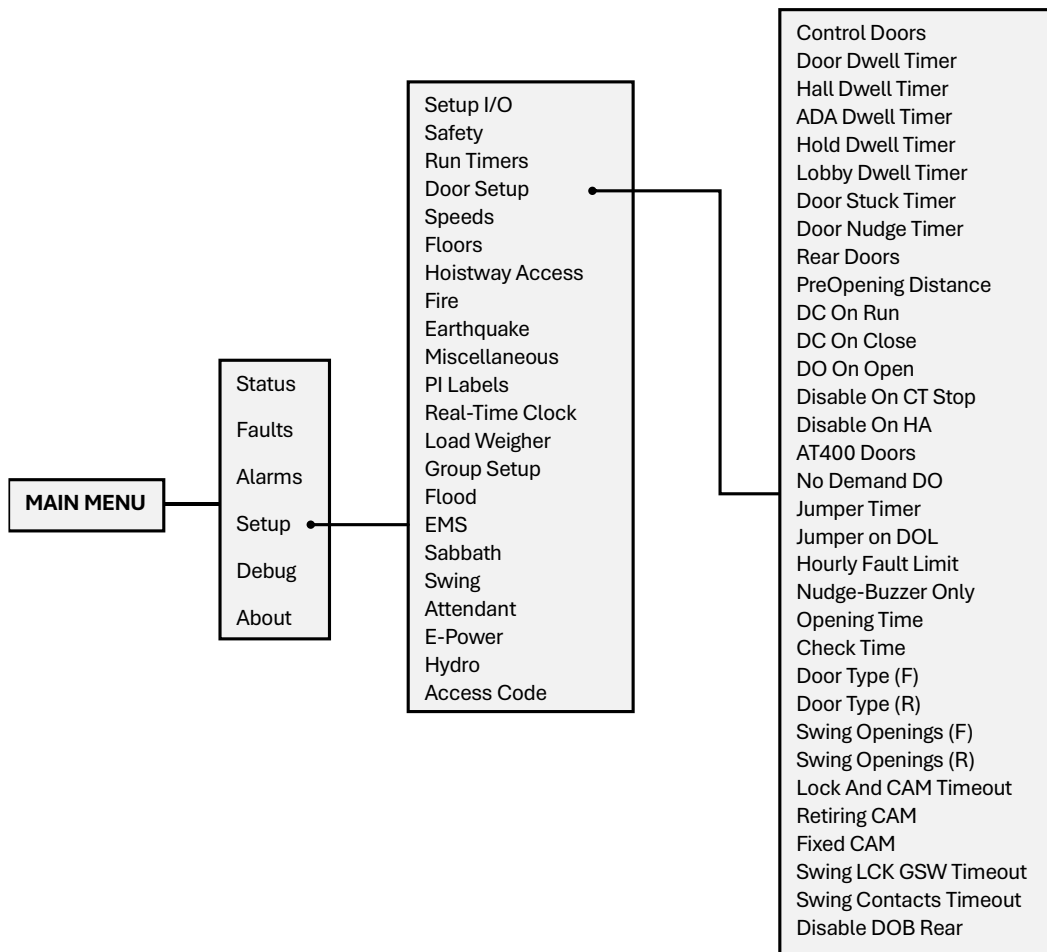 MAIN MENU
Status
Faults
Alarms
Setup
Debug
About
Setup I/O
Safety
Run Timers
Door Setup
Speeds
Floors
Hoistway Access
Fire
Earthquake
Miscellaneous
PI Labels
Real-Time Clock
Load Weigher
Group Setup
Flood
EMS
Sabbath
Swing
Attendant
E-Power
Hydro
Access Code
Control Doors
Door Dwell Timer
Hall Dwell Timer
ADA Dwell Timer
Hold Dwell Timer
Lobby Dwell Timer
Door Stuck Timer
Door Nudge Timer
Rear Doors
PreOpening Distance
DC On Run
DC On Close
DO On Open
Disable On CT Stop
Disable On HA
AT400 Doors
No Demand DO
Jumper Timer
Jumper on DOL
Hourly Fault Limit
Nudge-Buzzer Only
Opening Time
Check Time
Door Type (F)
Door Type (R)
Swing Openings (F)
Swing Openings (R)
Lock And CAM Timeout
Retiring CAM
Fixed CAM
Swing LCK GSW Timeout
Swing Contacts Timeout
Disable DOB Rear